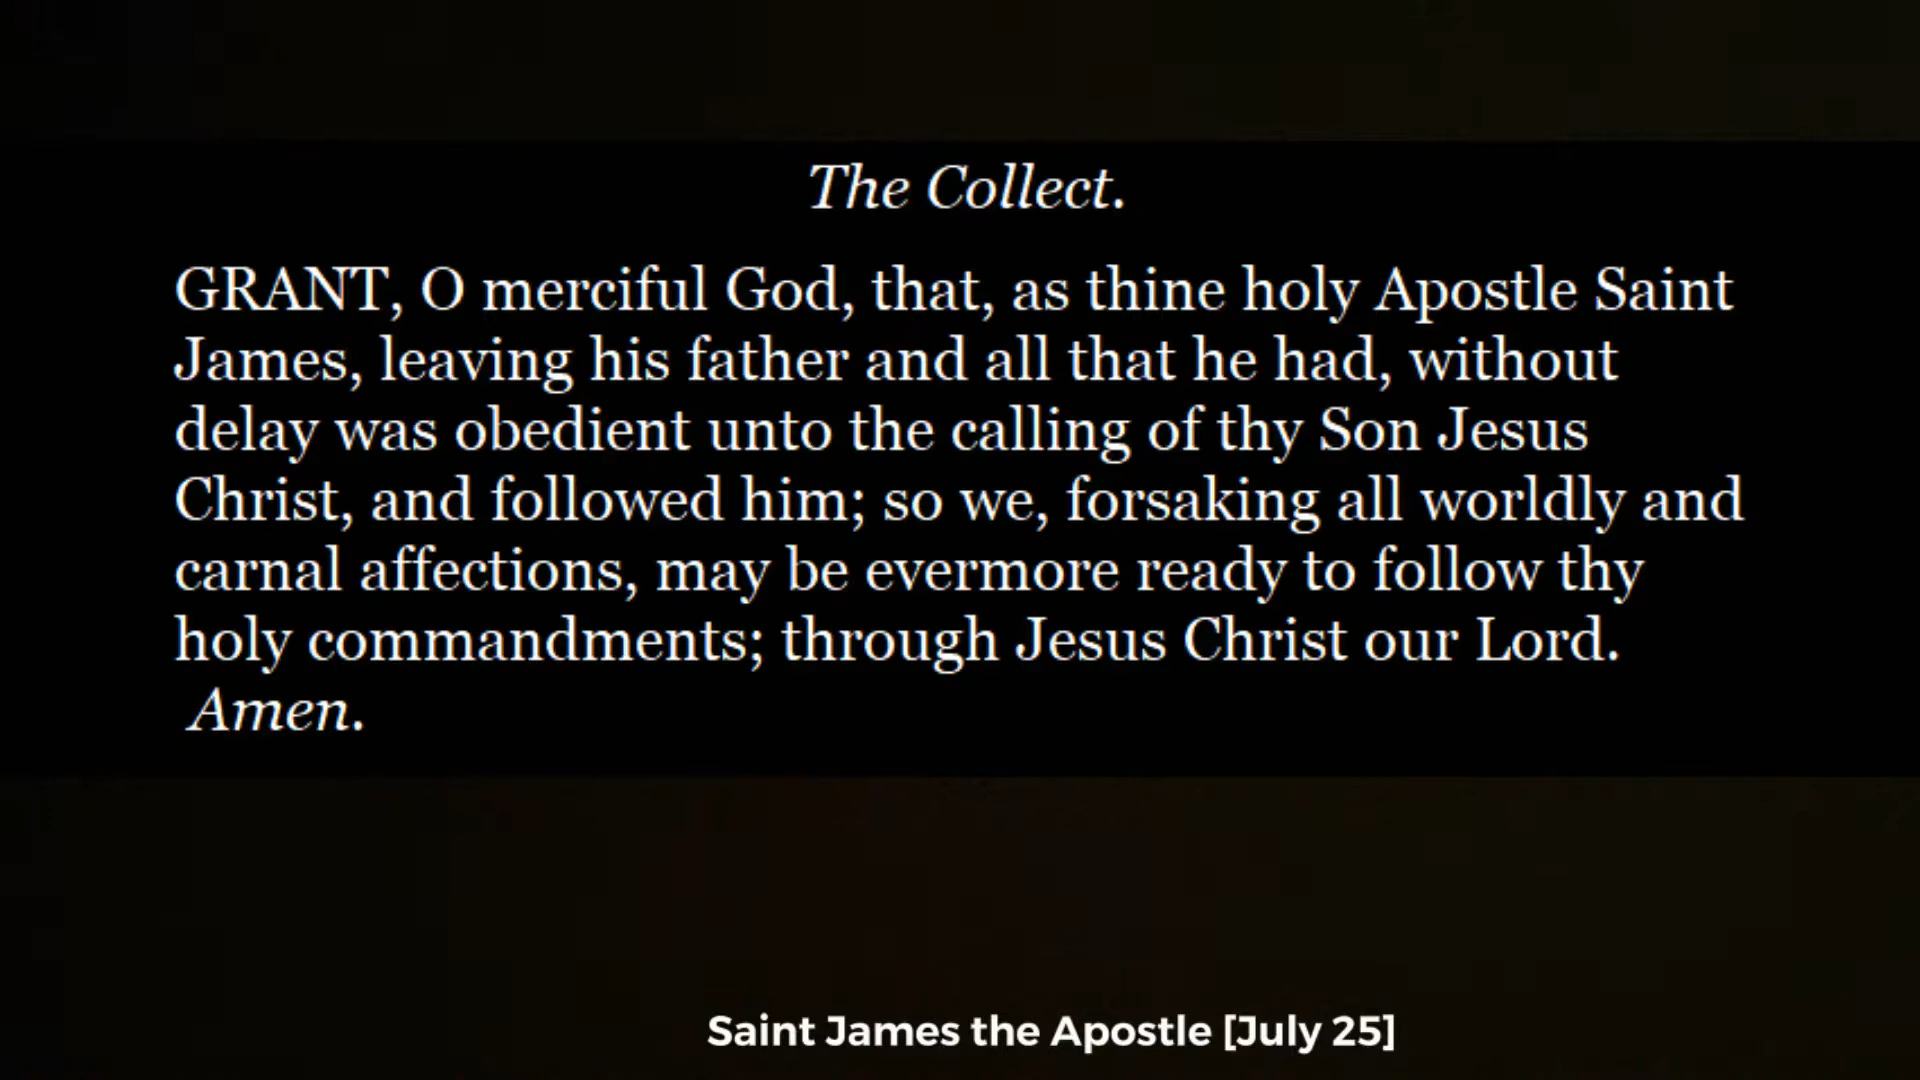 The Collect.
GRANT, O merciful God, that, as thine holy Apostle Saint
James, leaving his father and all that he had, without
delay was obedient unto the calling of thy Son Jesus
Christ, and followed him; so we, forsaking all worldly and
carnal affections, may be evermore ready to follow thy
holy commandments; through Jesus Christ our Lord.
Amen.
Saint James the Apostle [July 25]